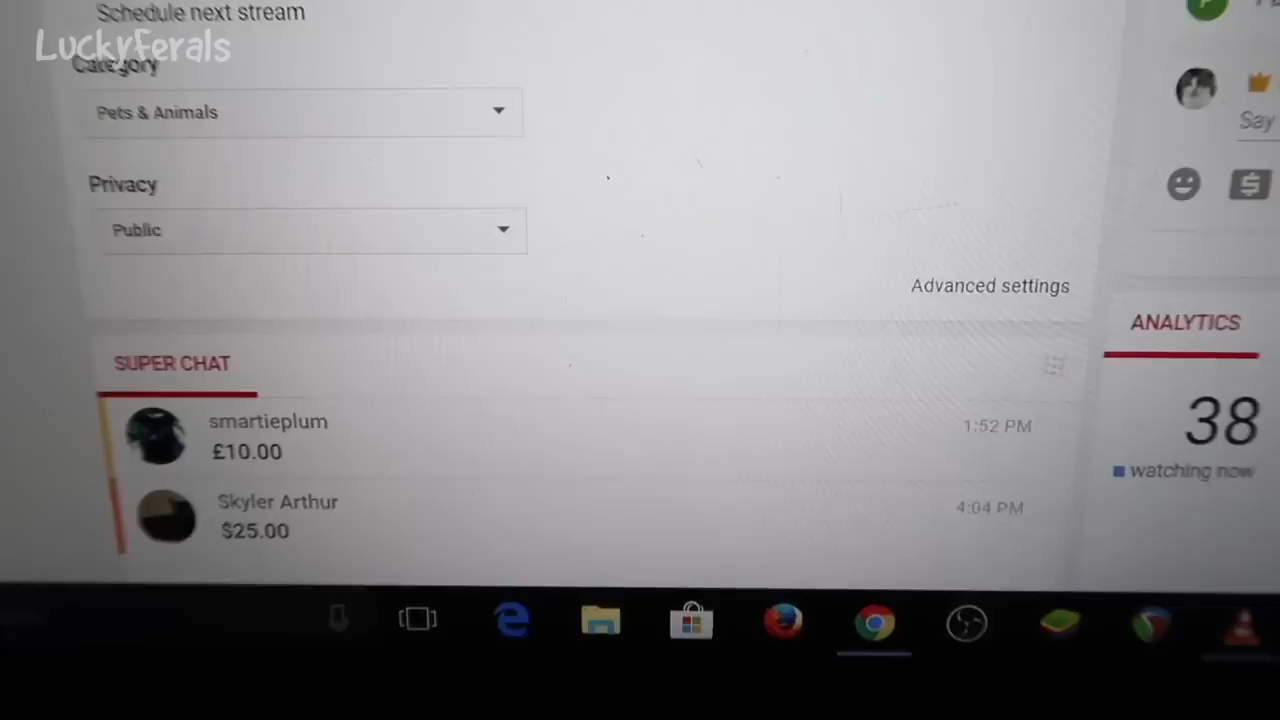 Schedule next stream
LuckyFerals
Category
Pets & Animals
Privacy
Public
Say
Advanced settings
ANALYTICS
SUPER CHAT
38
watching now
smartieplum
£10.00
1:52 PM
Skyler Arthur
$25.00
4:04 PM